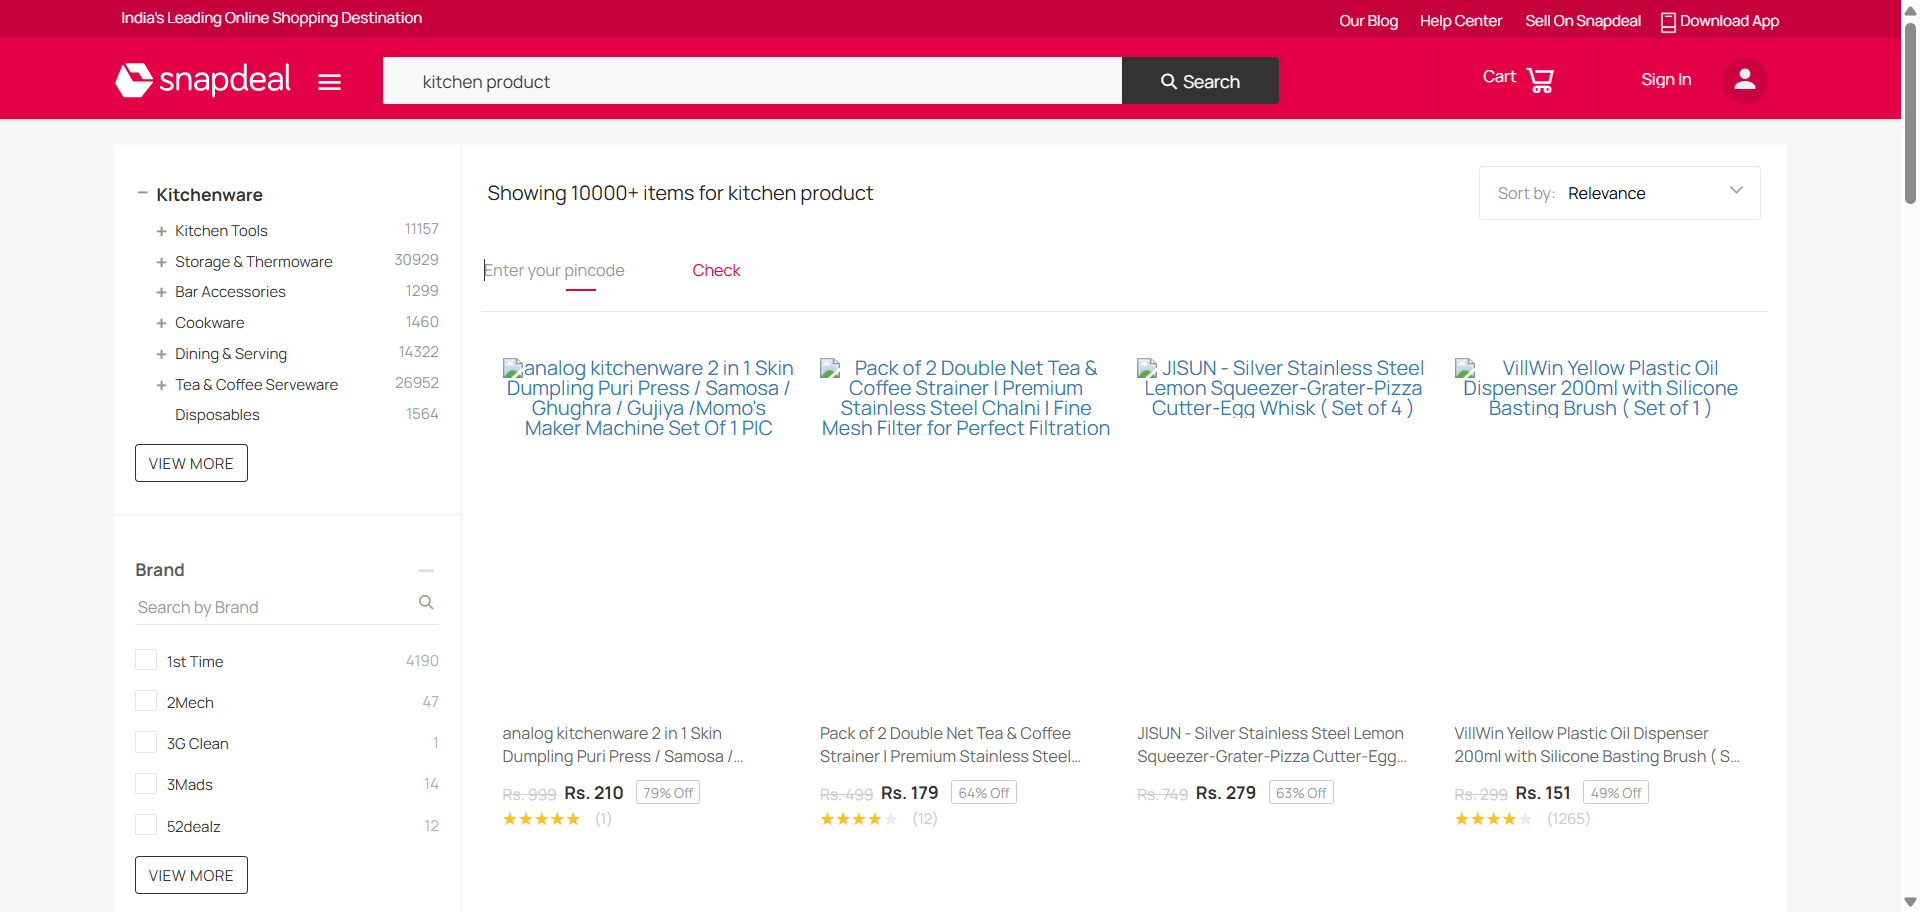 India's Leading Online Shopping Destination
Our Blog Help Center Sell On Snapdeal Download App
snapdeal
kitchen product
Search
Cart
Sign In
Kitchenware
Kitchen Tools 11157
Storage & Thermoware 30929
Bar Accessories 1299
Cookware 1460
Dining & Serving 14322
Tea & Coffee Serveware 26952
Disposables 1564
VIEW MORE
Brand
Search by Brand
1st Time 4190
2Mech 47
3G Clean 1
3Mads 14
52dealz 12
VIEW MORE
Showing 10000+ items for kitchen product
Sort by: Relevance
Enter your pincode Check
analog kitchenware 2 in 1 Skin
Dumpling Puri Press / Samosa /
Ghughra / Gujiya /Momo's
Maker Machine Set Of 1 PIC
analog kitchenware 2 in 1 Skin
Dumpling Puri Press / Samosa /...
Rs. 999 Rs. 210 79% Off
(1)
Pack of 2 Double Net Tea &
Coffee Strainer | Premium
Stainless Steel Chalni | Fine
Mesh Filter for Perfect Filtration
Pack of 2 Double Net Tea & Coffee
Strainer | Premium Stainless Steel...
Rs. 499 Rs. 179 64% Off
(12)
JISUN - Silver Stainless Steel
Lemon Squeezer-Grater-Pizza
Cutter-Egg Whisk ( Set of 4 )
JISUN - Silver Stainless Steel Lemon
Squeezer-Grater-Pizza Cutter-Egg...
Rs. 749 Rs. 279 63% Off
VillWin Yellow Plastic Oil
Dispenser 200ml with Silicone
Basting Brush ( Set of 1 )
VillWin Yellow Plastic Oil Dispenser
200ml with Silicone Basting Brush ( S...
Rs. 299 Rs. 151 49% Off
(1265)